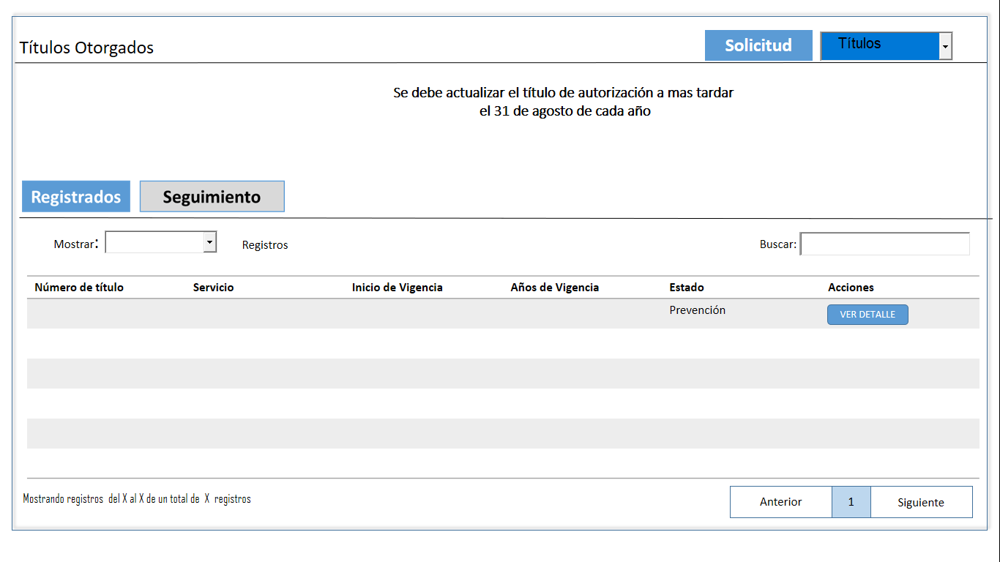 Títulos Otorgados
Solicitud
Títulos
Se debe actualizar el título de autorización a mas tardar
el 31 de agosto de cada año
Registrados
Seguimiento
Mostrar:
Registros
Buscar:
Número de título Servicio Inicio de Vigencia Años de Vigencia Estado Acciones
Prevención VER DETALLE
Mostrando registros del X al X de un total de X registros
Anterior 1 Siguiente